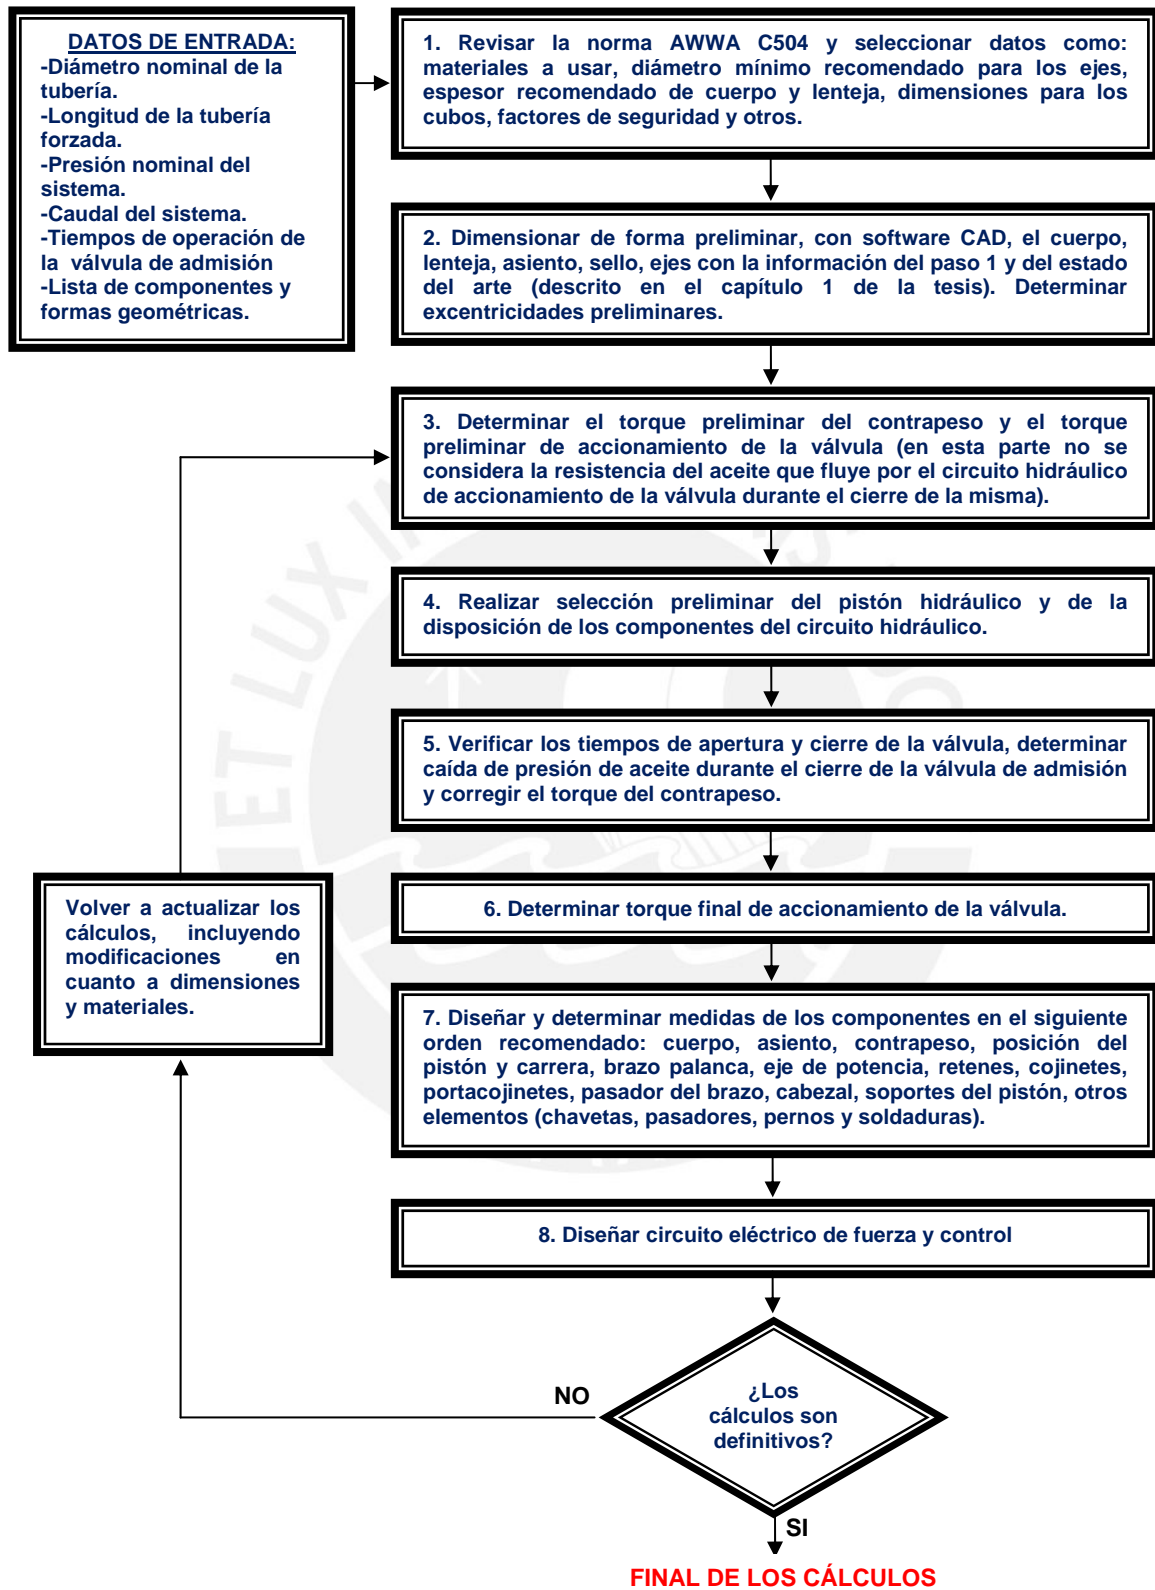 DATOS DE ENTRADA:
-Diámetro nominal de la
tubería.
-Longitud de la tubería
forzada.
-Presión nominal del
sistema.
-Caudal del sistema.
-Tiempos de operación de
la válvula de admisión
-Lista de componentes y
formas geométricas.
1. Revisar la norma AWWA C504 y seleccionar datos como:
materiales a usar, diámetro mínimo recomendado para los ejes,
espesor recomendado de cuerpo y lenteja, dimensiones para los
cubos, factores de seguridad y otros.
2. Dimensionar de forma preliminar, con software CAD, el cuerpo,
lenteja, asiento, sello, ejes con la información del paso 1 y del estado
del arte (descrito en el capítulo 1 de la tesis). Determinar
excentricidades preliminares.
3. Determinar el torque preliminar del contrapeso y el torque
preliminar de accionamiento de la válvula (en esta parte no se
considera la resistencia del aceite que fluye por el circuito hidráulico
de accionamiento de la válvula durante el cierre de la misma).
4. Realizar selección preliminar del pistón hidráulico y de la
disposición de los componentes del circuito hidráulico.
5. Verificar los tiempos de apertura y cierre de la válvula, determinar
caída de presión de aceite durante el cierre de la válvula de admisión
y corregir el torque del contrapeso.
6. Determinar torque final de accionamiento de la válvula.
Volver a actualizar los
cálculos, incluyendo
modificaciones en
cuanto a dimensiones
y materiales.
7. Diseñar y determinar medidas de los componentes en el siguiente
orden recomendado: cuerpo, asiento, contrapeso, posición del
pistón y carrera, brazo palanca, eje de potencia, retenes, cojinetes,
portacojinetes, pasador del brazo, cabezal, soportes del pistón, otros
elementos (chavetas, pasadores, pernos y soldaduras).
8. Diseñar circuito eléctrico de fuerza y control
NO
¿Los
cálculos son
definitivos?
SI
FINAL DE LOS CÁLCULOS
ET LUX IN